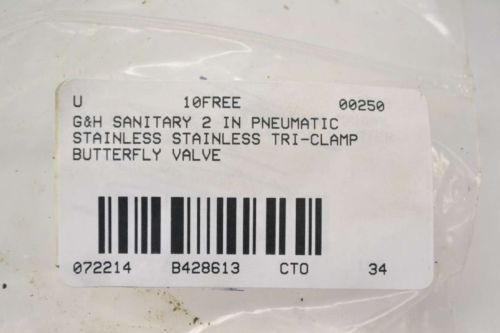 U 10FREE 00250
G&H SANITARY 2 IN PNEUMATIC
STAINLESS STAINLESS TRI-CLAMP
BUTTERFLY VALVE
072214 B428613 CTO 34